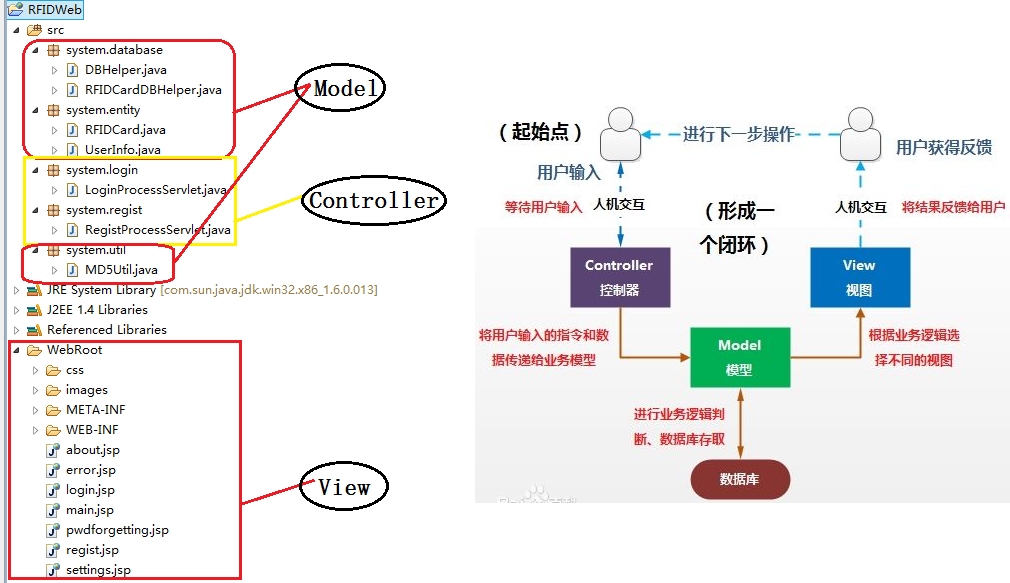 RFIDWeb
src
system.database
DBHelper.java
RFIDCardDBHelper.java
system.entity
RFIDCard.java
UserInfo.java
system.login
LoginProcessServlet.java
system.regist
RegistProcessServlet.java
system.util
MD5Util.java
JRE System Library [com.sun.java.jdk.win32.x86_1.6.0.013]
J2EE 1.4 Libraries
Referenced Libraries
WebRoot
css
images
META-INF
WEB-INF
about.jsp
error.jsp
login.jsp
main.jsp
pwdforgetting.jsp
regist.jsp
settings.jsp
Model
Controller
View
（起始点）
进行下一步操作
用户获得反馈
用户输入
等待用户输入
人机交互
（形成一
个闭环）
人机交互
将结果反馈给用户
Controller
控制器
View
视图
将用户输入的指令和数
据传递给业务模型
Model
模型
根据业务逻辑选
择不同的视图
进行业务逻辑判
断、数据库存取
数据库